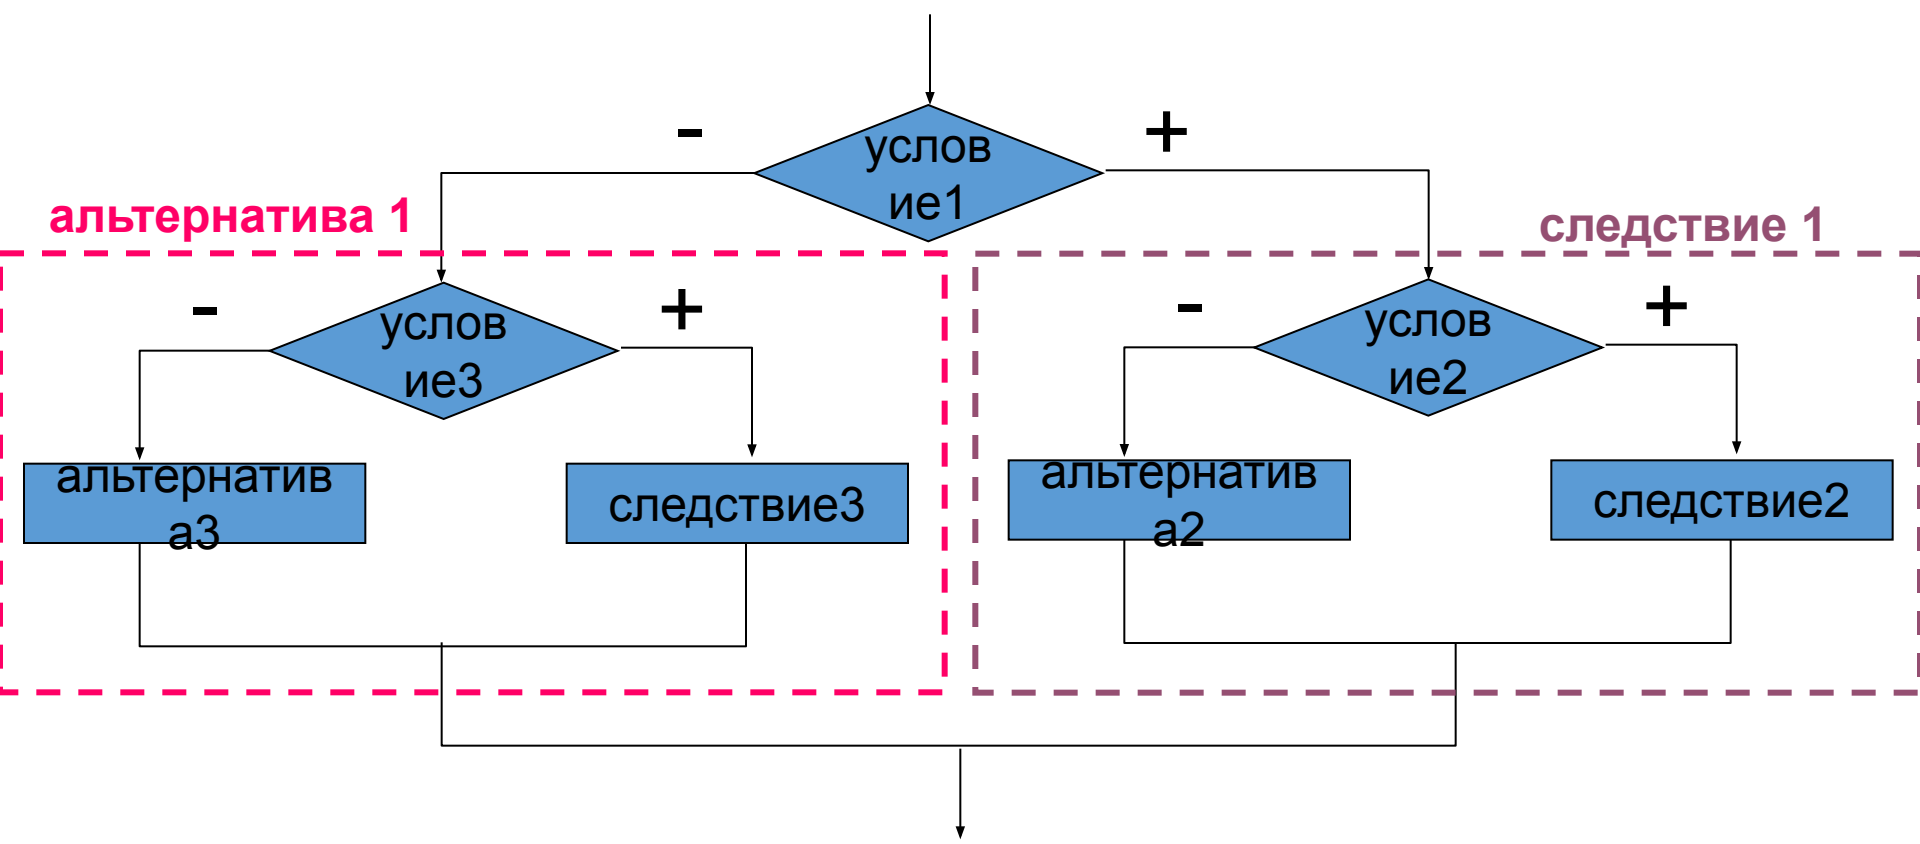 -
+
услов
ие1
альтернатива 1
следствие 1
-
+
услов
ие3
-
+
услов
ие2
альтернатив
а3
следствие3
альтернатив
а2
следствие2